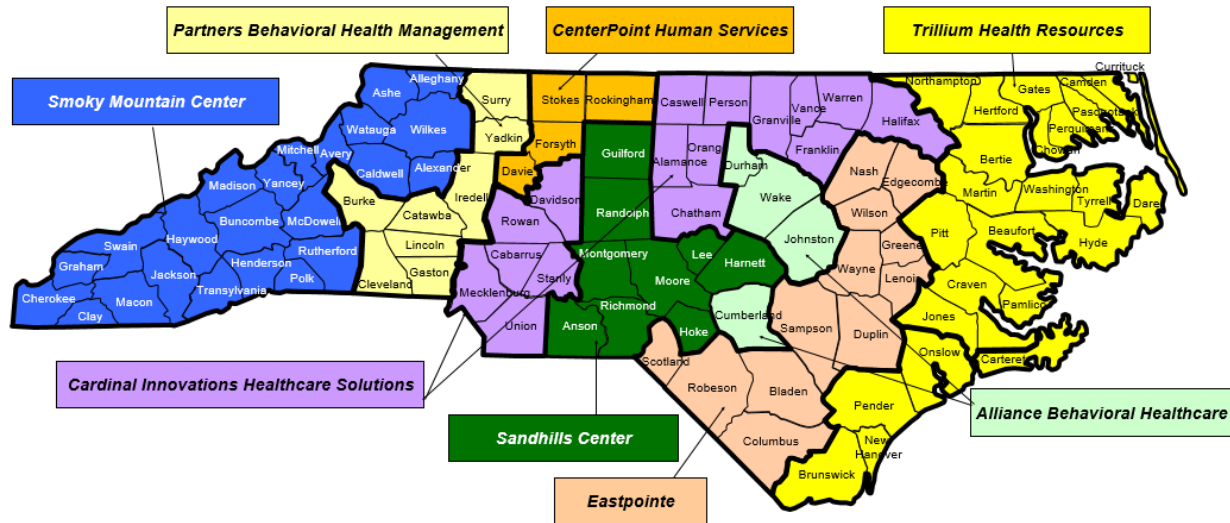 Partners Behavioral Health Management
CenterPoint Human Services
Trillium Health Resources
Smoky Mountain Center
Currituck
Alleghany
Ashe
Surry
Stokes
Rockingham
Caswell
Person
Granville
Vance
Warren
Halifax
Northampton
Gates
Camden
Hertford
Pasquotank
Perquimans
Chowan
Watauga
Wilkes
Yadkin
Forsyth
Guilford
Alamance
Orang
Durham
Franklin
Bertie
Mitchell
Avery
Caldwell
Alexander
Davie
Iredell
Davidson
Nash
Edgecombe
Martin
Washington
Tyrrell
Dare
Madison
Yancey
Burke
Catawba
Rowan
Randolph
Chatham
Wake
Wilson
Pitt
Beaufort
Hyde
Buncombe
McDowell
Lincoln
Johnston
Greene
Swain
Haywood
Rutherford
Cabarrus
Montgomery
Lee
Harnett
Wayne
Lenoir
Craven
Graham
Jackson
Henderson
Polk
Gaston
Cleveland
Stanly
Moore
Pamlico
Cherokee
Macon
Transylvania
Mecklenburg
Richmond
Cumberland
Sampson
Duplin
Jones
Clay
Union
Anson
Hoke
Onslow
Carteret
Scotland
Robeson
Bladen
Pender
Columbus
New
Hanover
Brunswick
Cardinal Innovations Healthcare Solutions
Alliance Behavioral Healthcare
Sandhills Center
Eastpointe